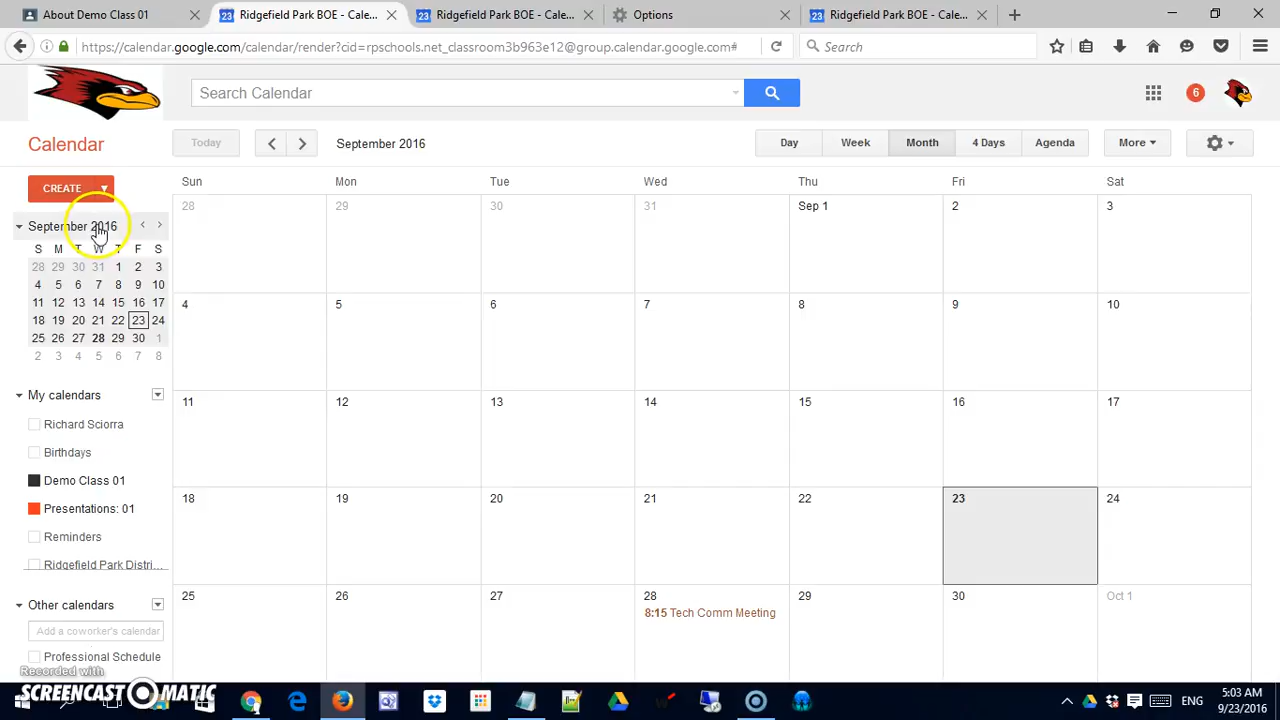 About Demo Class 01
Ridgefield Park BOE - Cale...
Ridgefield Park BOE - Cale...
Options
Ridgefield Park BOE - Cale...
https://calendar.google.com/calendar/render?cid=rpschools.net_classroom3b963e12@group.calendar.google.com#
Search
Search Calendar
6
Calendar
Today
September 2016
Day
Week
Month
4 Days
Agenda
More
CREATE
September 2016
S M T W T F S
28 29 30 31 1 2 3
4 5 6 7 8 9 10
11 12 13 14 15 16 17
18 19 20 21 22 23 24
25 26 27 28 29 30 1
2 3 4 5 6 7 8
My calendars
Richard Sciorra
Birthdays
Demo Class 01
Presentations: 01
Reminders
Ridgefield Park Distri...
Other calendars
Add a coworker's calendar
Professional Schedule
Sun Mon Tue Wed Thu Fri Sat
28 29 30 31 Sep 1 2 3
4 5 6 7 8 9 10
11 12 13 14 15 16 17
18 19 20 21 22 23 24
25 26 27 28 29 30 Oct 1
8:15 Tech Comm Meeting
Recorded with
SCREENCAST-O-MATIC
ENG
5:03 AM
9/23/2016